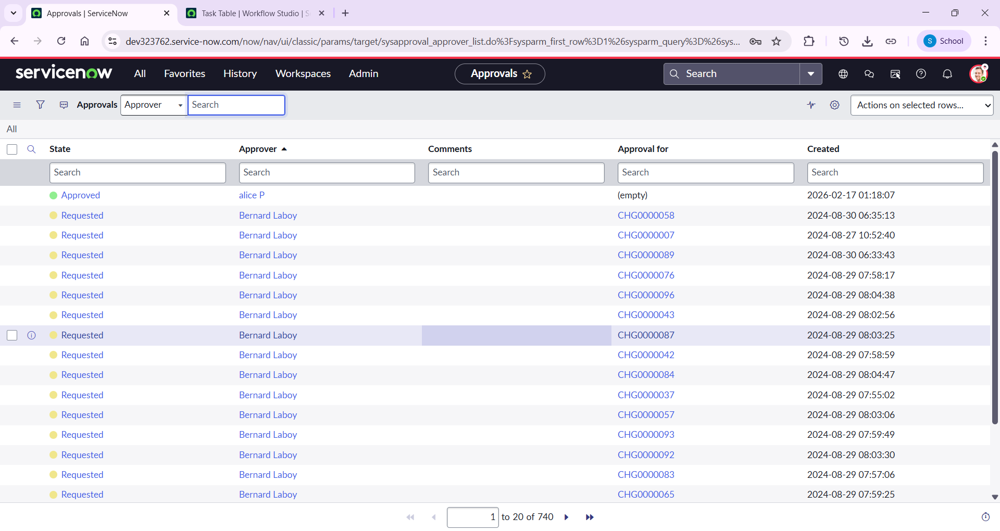 Approvals | ServiceNow
Task Table | Workflow Studio | S
dev323762.service-now.com/now/nav/ui/classic/params/target/sysapproval_approver_list.do%3Fsysparm_first_row%3D1%26sysparm_query%3D%26sys...
S School
servicenow All Favorites History Workspaces Admin Approvals Search
Approvals Approver Search Actions on selected rows...
All
State Approver Comments Approval for Created
Search Search Search Search Search
Approved alice P (empty) 2026-02-17 01:18:07
Requested Bernard Laboy CHG0000058 2024-08-30 06:35:13
Requested Bernard Laboy CHG0000007 2024-08-27 10:52:40
Requested Bernard Laboy CHG0000089 2024-08-30 06:33:43
Requested Bernard Laboy CHG0000076 2024-08-29 07:58:17
Requested Bernard Laboy CHG0000096 2024-08-29 08:04:38
Requested Bernard Laboy CHG0000043 2024-08-29 08:02:56
Requested Bernard Laboy CHG0000087 2024-08-29 08:03:25
Requested Bernard Laboy CHG0000042 2024-08-29 07:58:59
Requested Bernard Laboy CHG0000084 2024-08-29 08:04:47
Requested Bernard Laboy CHG0000037 2024-08-29 07:55:02
Requested Bernard Laboy CHG0000057 2024-08-29 08:03:06
Requested Bernard Laboy CHG0000093 2024-08-29 07:59:49
Requested Bernard Laboy CHG0000092 2024-08-29 08:03:30
Requested Bernard Laboy CHG0000083 2024-08-29 07:57:06
Requested Bernard Laboy CHG0000065 2024-08-29 07:59:25
1 to 20 of 740